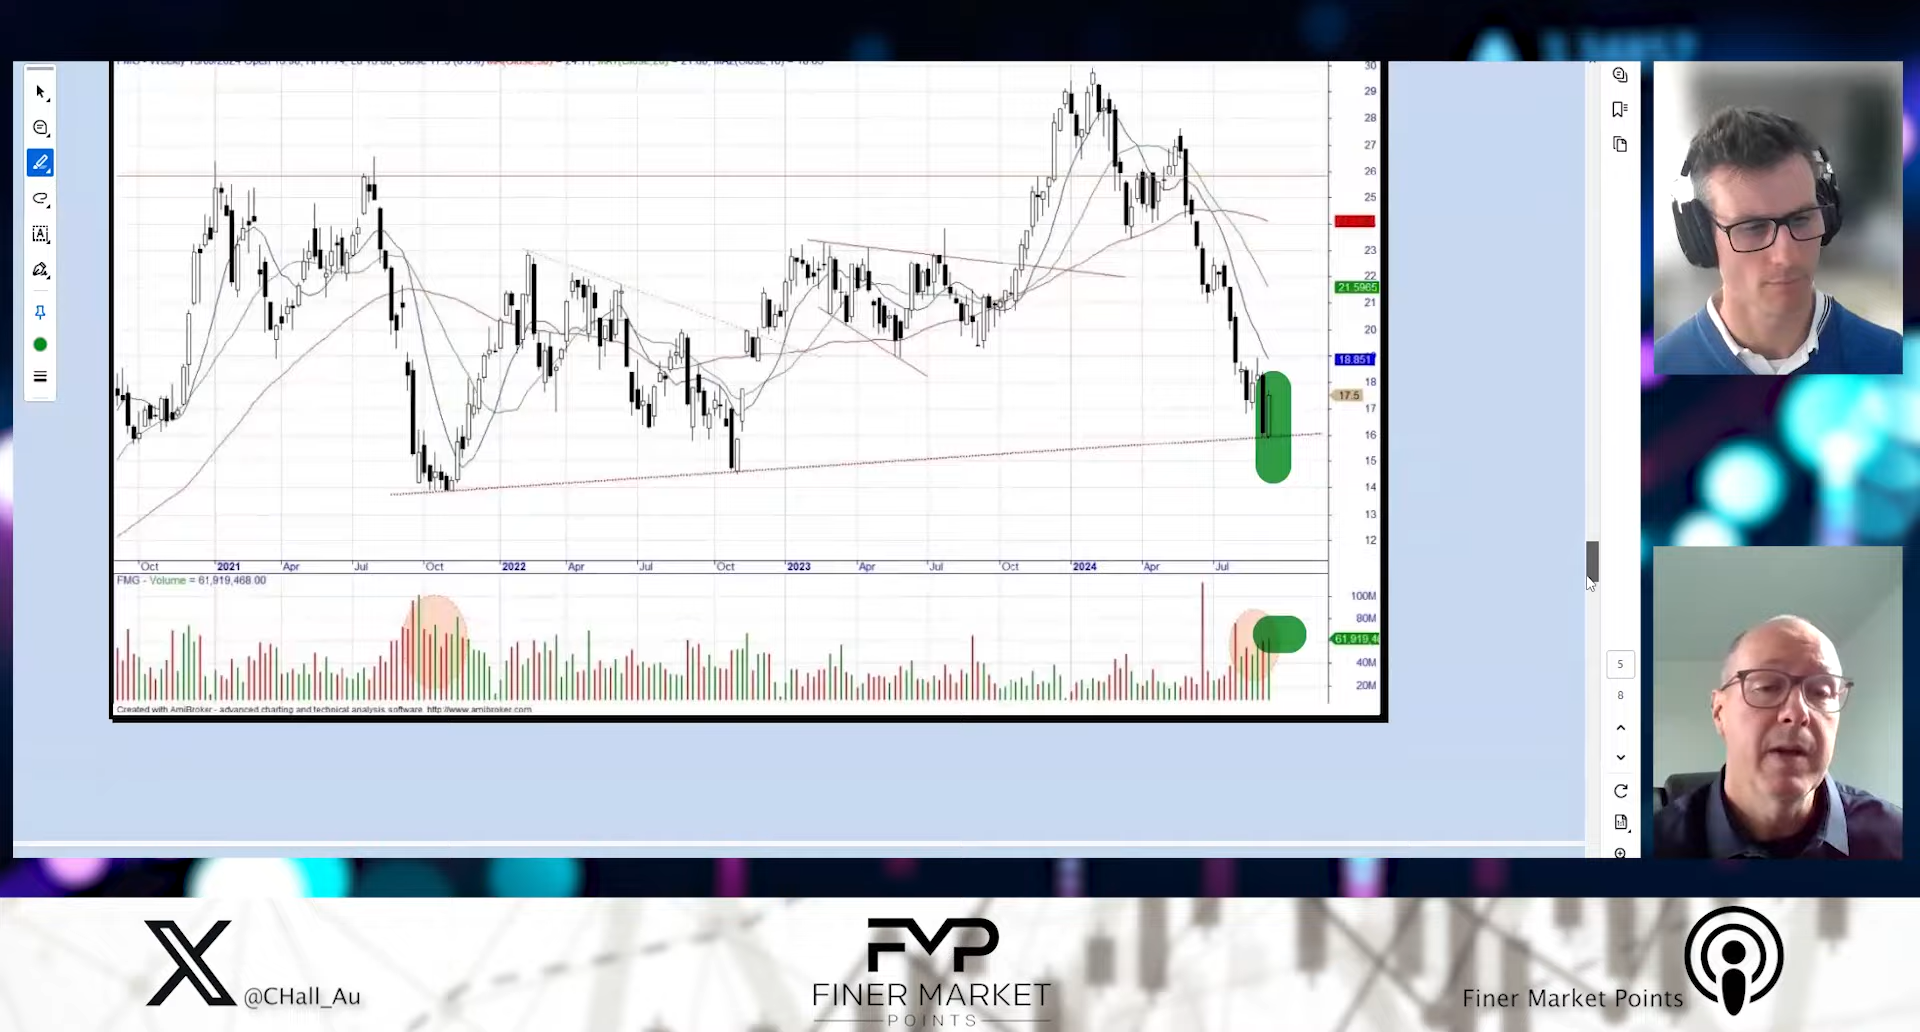 30
29
28
27
26
25
23
22
21.5965
21
20
18.851
18
17.5
17
16
15
14
13
12
Oct 2021 Apr Jul Oct 2022 Apr Jul Oct 2023 Apr Jul Oct 2024 Apr Jul
FMG - Volume = 61,919,468.00
100M
80M
61,919,4
40M
20M
Created with AmiBroker - advanced charting and technical analysis software. http://www.amibroker.com
5
8
@CHall_Au
FMP
FINER MARKET
POINTS
Finer Market Points